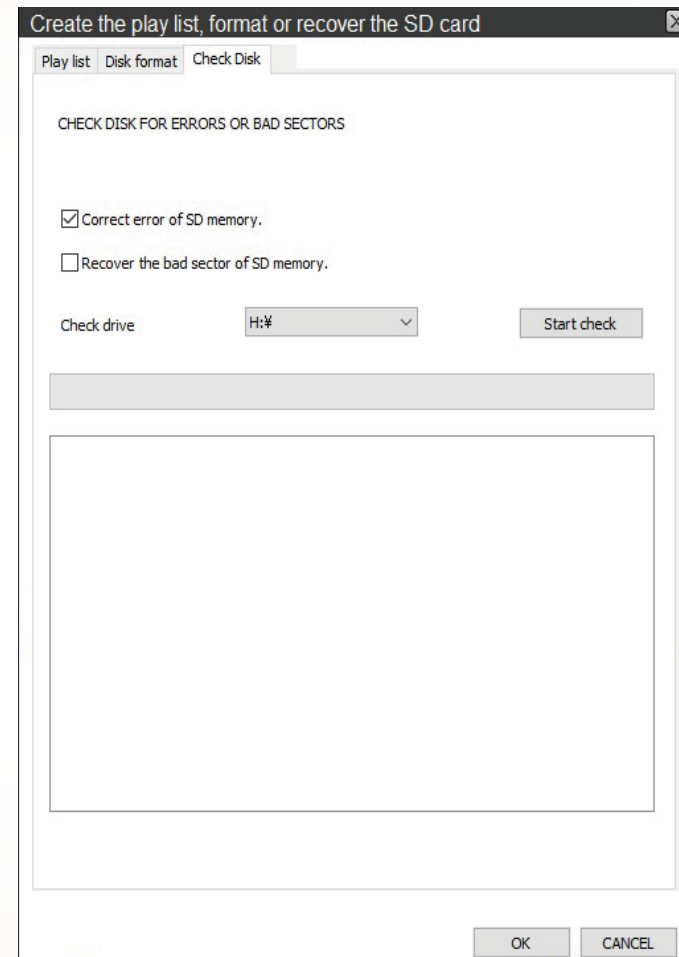 Create the play list, format or recover the SD card
Play list Disk format Check Disk
CHECK DISK FOR ERRORS OR BAD SECTORS
Correct error of SD memory.
Recover the bad sector of SD memory.
Check drive H:¥ Start check
OK CANCEL